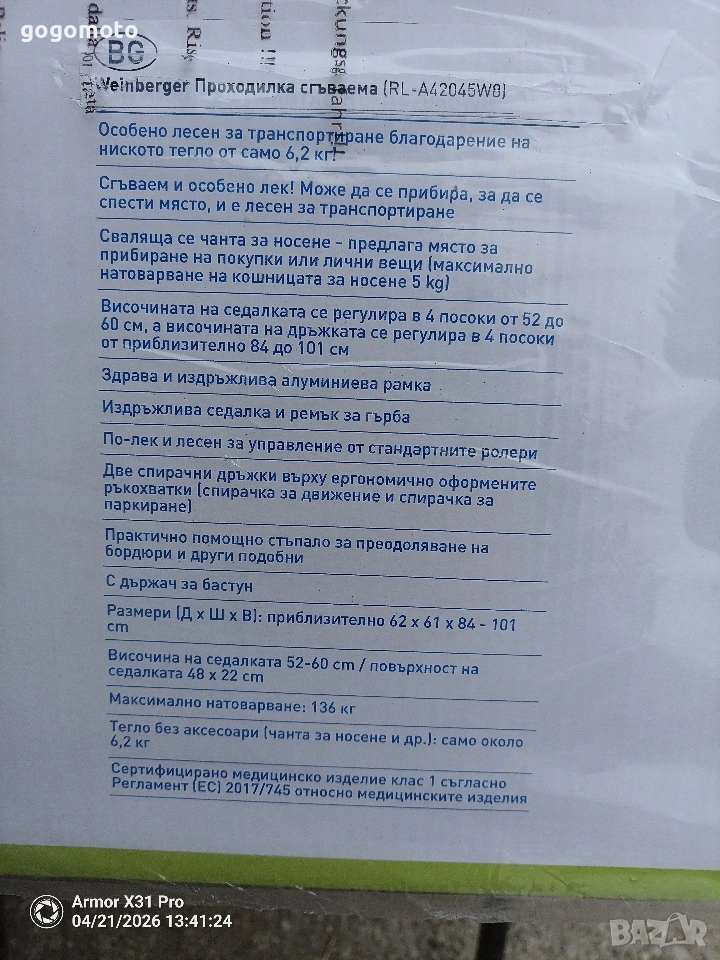 gogomoto
BG
Weinberger Проходилка сгъваема (RL-A42045W8)
Особено лесен за транспортиране благодарение на
ниското тегло от само 6,2 кг!
Сгъваем и особено лек! Може да се прибира, за да се
спести място, и е лесен за транспортиране
Сваляща се чанта за носене - предлага място за
прибиране на покупки или лични вещи (максимално
натоварване на кошницата за носене 5 kg)
Височината на седалката се регулира в 4 посоки от 52 до
60 см, а височината на дръжката се регулира в 4 посоки
от приблизително 84 до 101 см
Здрава и издръжлива алуминиева рамка
Издръжлива седалка и ремък за гърба
По-лек и лесен за управление от стандартните ролери
Две спирачни дръжки върху ергономично оформените
ръкохватки (спирачка за движение и спирачка за
паркиране)
Практично помощно стъпало за преодоляване на
бордюри и други подобни
С държач за бастун
Размери (Д x Ш x В): приблизително 62 x 61 x 84 - 101
cm
Височина на седалката 52-60 cm / повърхност на
седалката 48 x 22 cm
Максимално натоварване: 136 кг
Тегло без аксесоари (чанта за носене и др.): само около
6,2 кг
Сертифицирано медицинско изделие клас 1 съгласно
Регламент (ЕС) 2017/745 относно медицинските изделия
Armor X31 Pro
04/21/2026 13:41:24
BAZAR